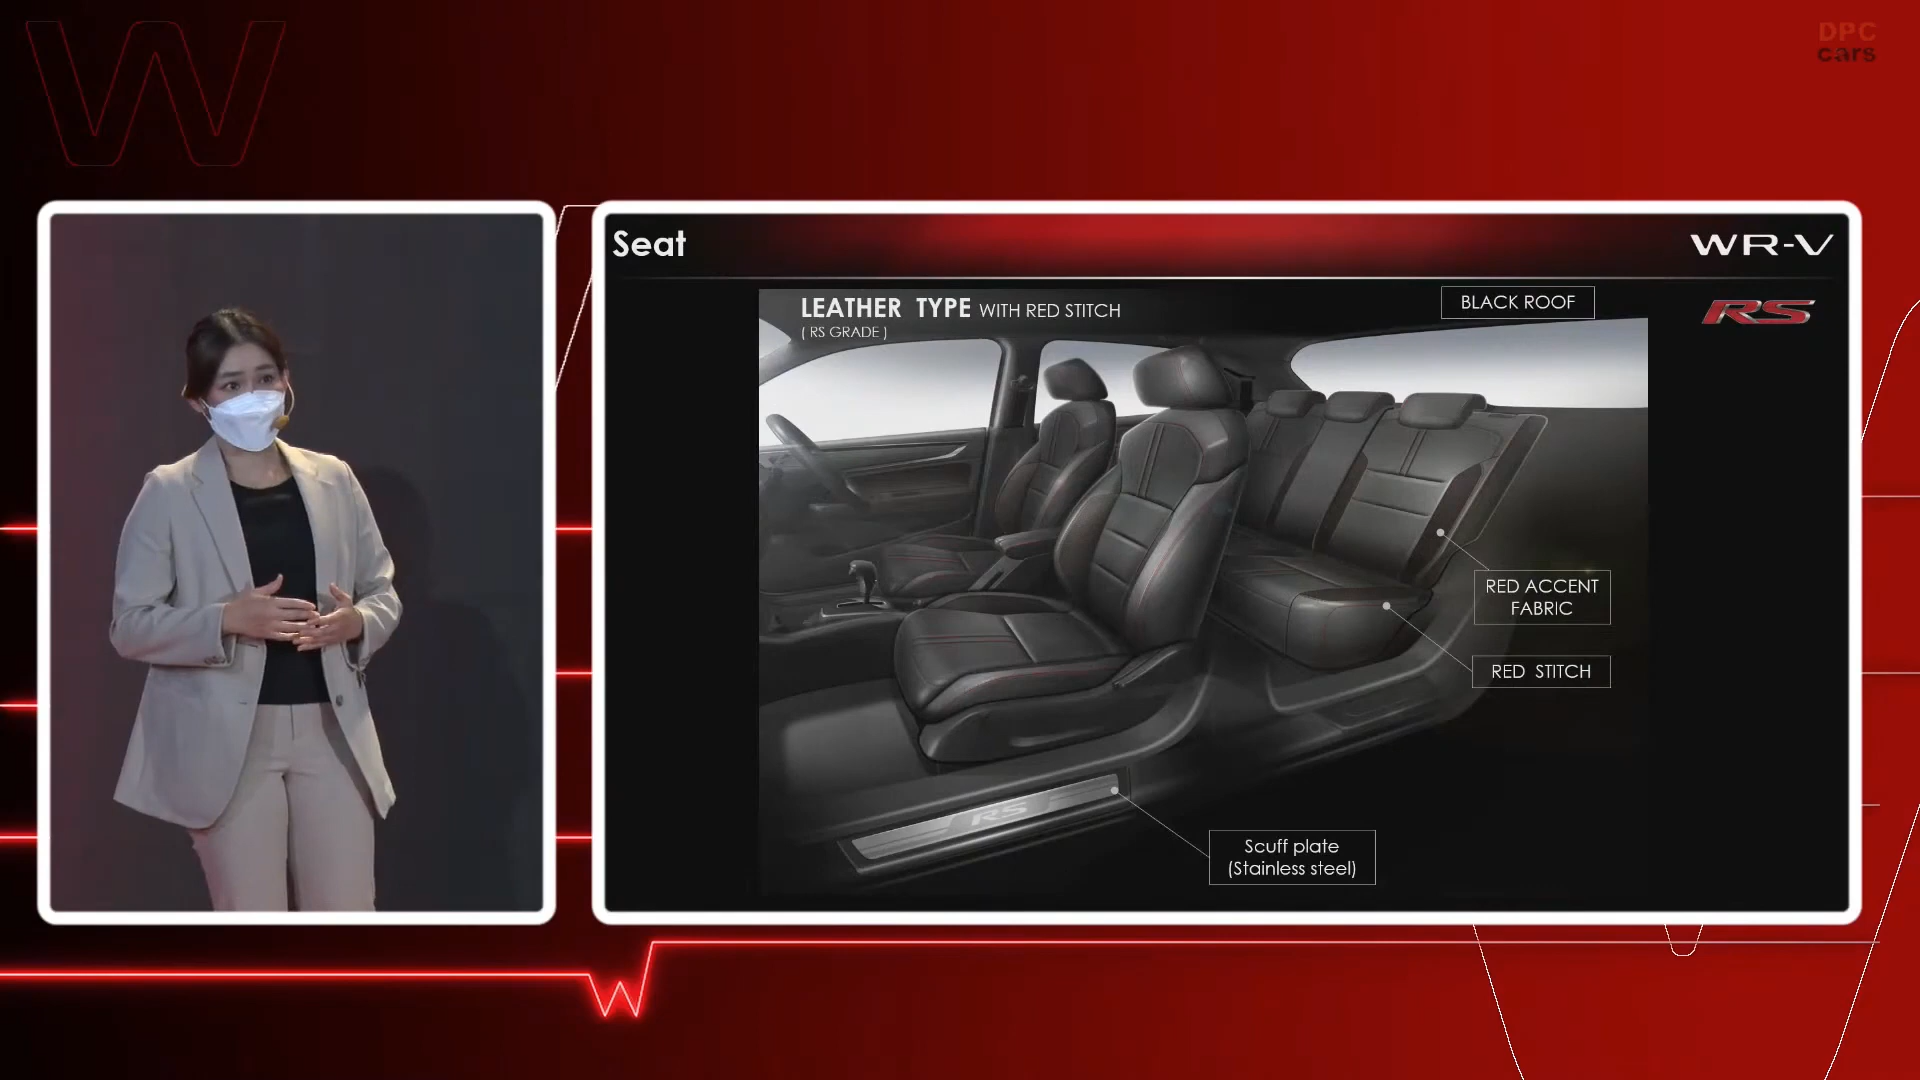 W
DPC
cars
Seat
WR-V
LEATHER TYPE WITH RED STITCH
( RS GRADE )
BLACK ROOF
RS
RED ACCENT
FABRIC
RED STITCH
RS
Scuff plate
(Stainless steel)
W